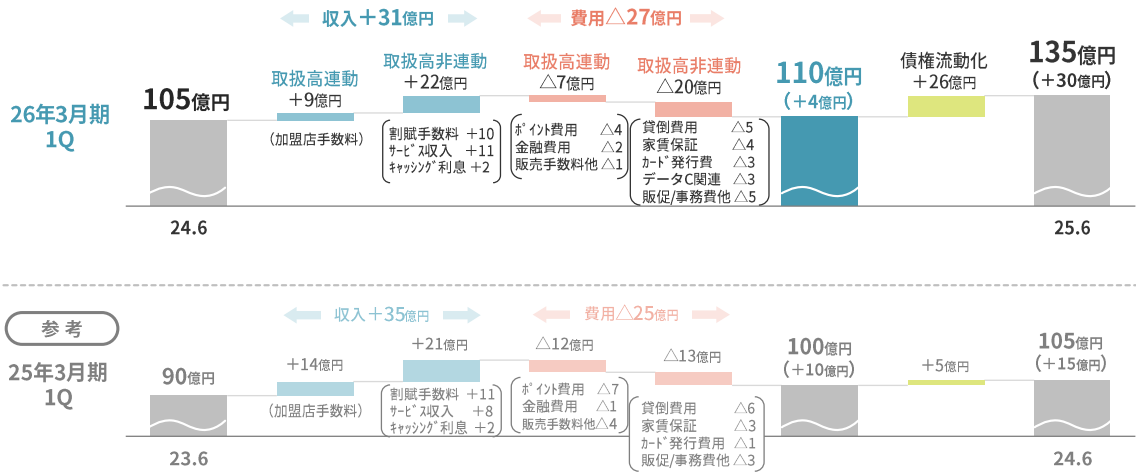 収入＋31億円
費用△27億円
取扱高連動
＋9億円
（加盟店手数料）
取扱高非連動
＋22億円
割賦手数料 ＋10
ｻｰﾋﾞｽ収入 ＋11
ｷｬｯｼﾝｸﾞ利息 ＋2
取扱高連動
△7億円
ﾎﾟｲﾝﾄ費用 △4
金融費用 △2
販売手数料他 △1
取扱高非連動
△20億円
貸倒費用 △5
家賃保証 △4
ｶｰﾄﾞ発行費 △3
データC関連 △3
販促/事務費他 △5
26年3月期
1Q
105億円
110億円
（＋4億円）
債権流動化
＋26億円
135億円
（＋30億円）
24.6
25.6
参考
25年3月期
1Q
収入＋35億円
費用△25億円
90億円
＋14億円
（加盟店手数料）
＋21億円
割賦手数料 ＋11
ｻｰﾋﾞｽ収入 ＋8
ｷｬｯｼﾝｸﾞ利息 ＋2
△12億円
ﾎﾟｲﾝﾄ費用 △7
金融費用 △1
販売手数料他△4
△13億円
貸倒費用 △6
家賃保証 △3
ｶｰﾄﾞ発行費用 △1
販促/事務費他 △3
100億円
（＋10億円）
＋5億円
105億円
（＋15億円）
23.6
24.6